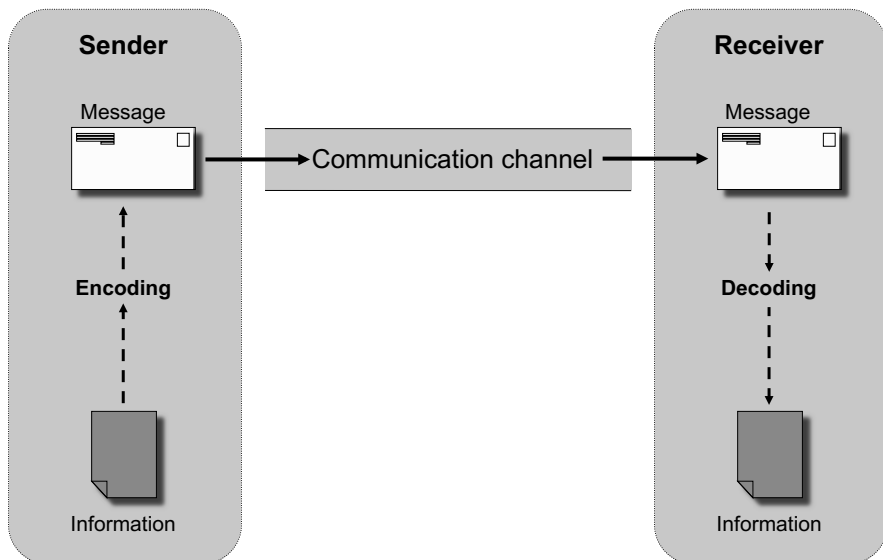 Sender
Message
Encoding
Information
Communication channel
Receiver
Message
Decoding
Information